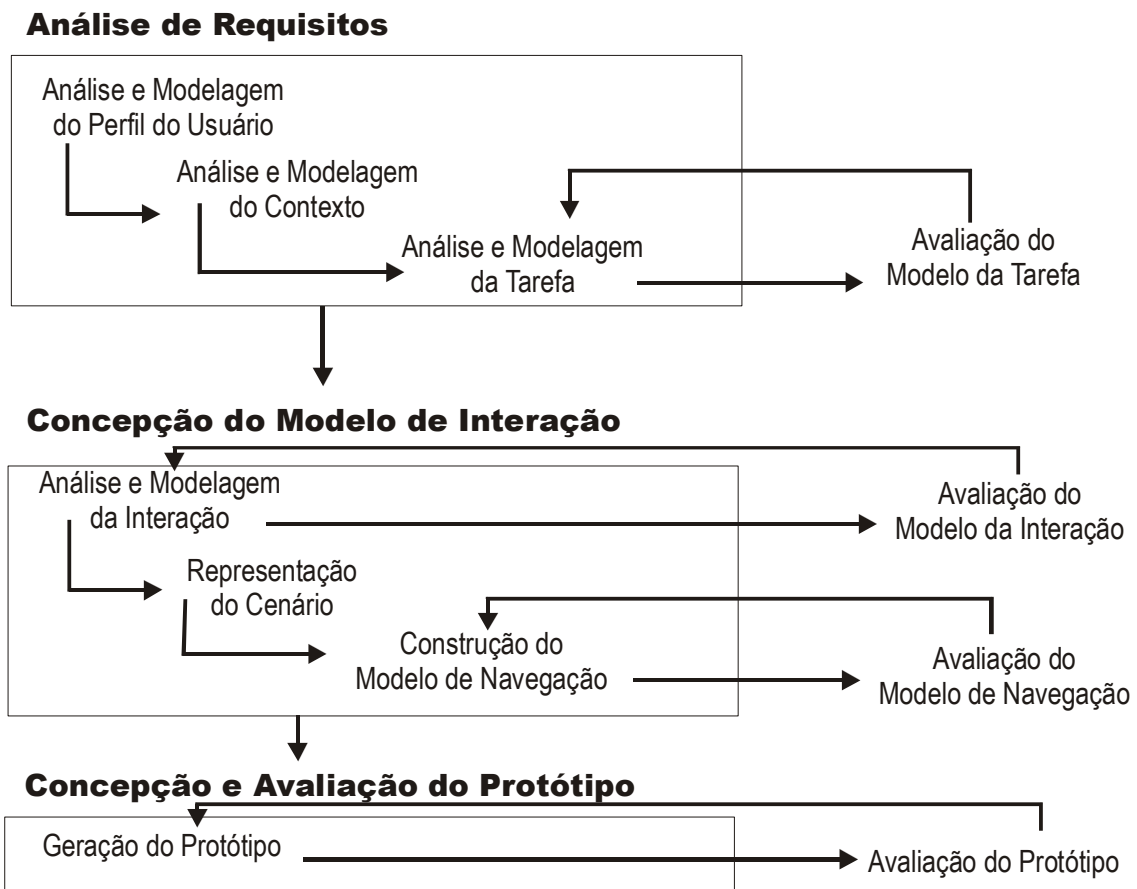 Análise de Requisitos
Análise e Modelagem
do Perfil do Usuário
Análise e Modelagem
do Contexto
Análise e Modelagem
da Tarefa
Avaliação do
Modelo da Tarefa
Concepção do Modelo de Interação
Análise e Modelagem
da Interação
Avaliação do
Modelo da Interação
Representação
do Cenário
Construção do
Modelo de Navegação
Avaliação do
Modelo de Navegação
Concepção e Avaliação do Protótipo
Geração do Protótipo
Avaliação do Protótipo